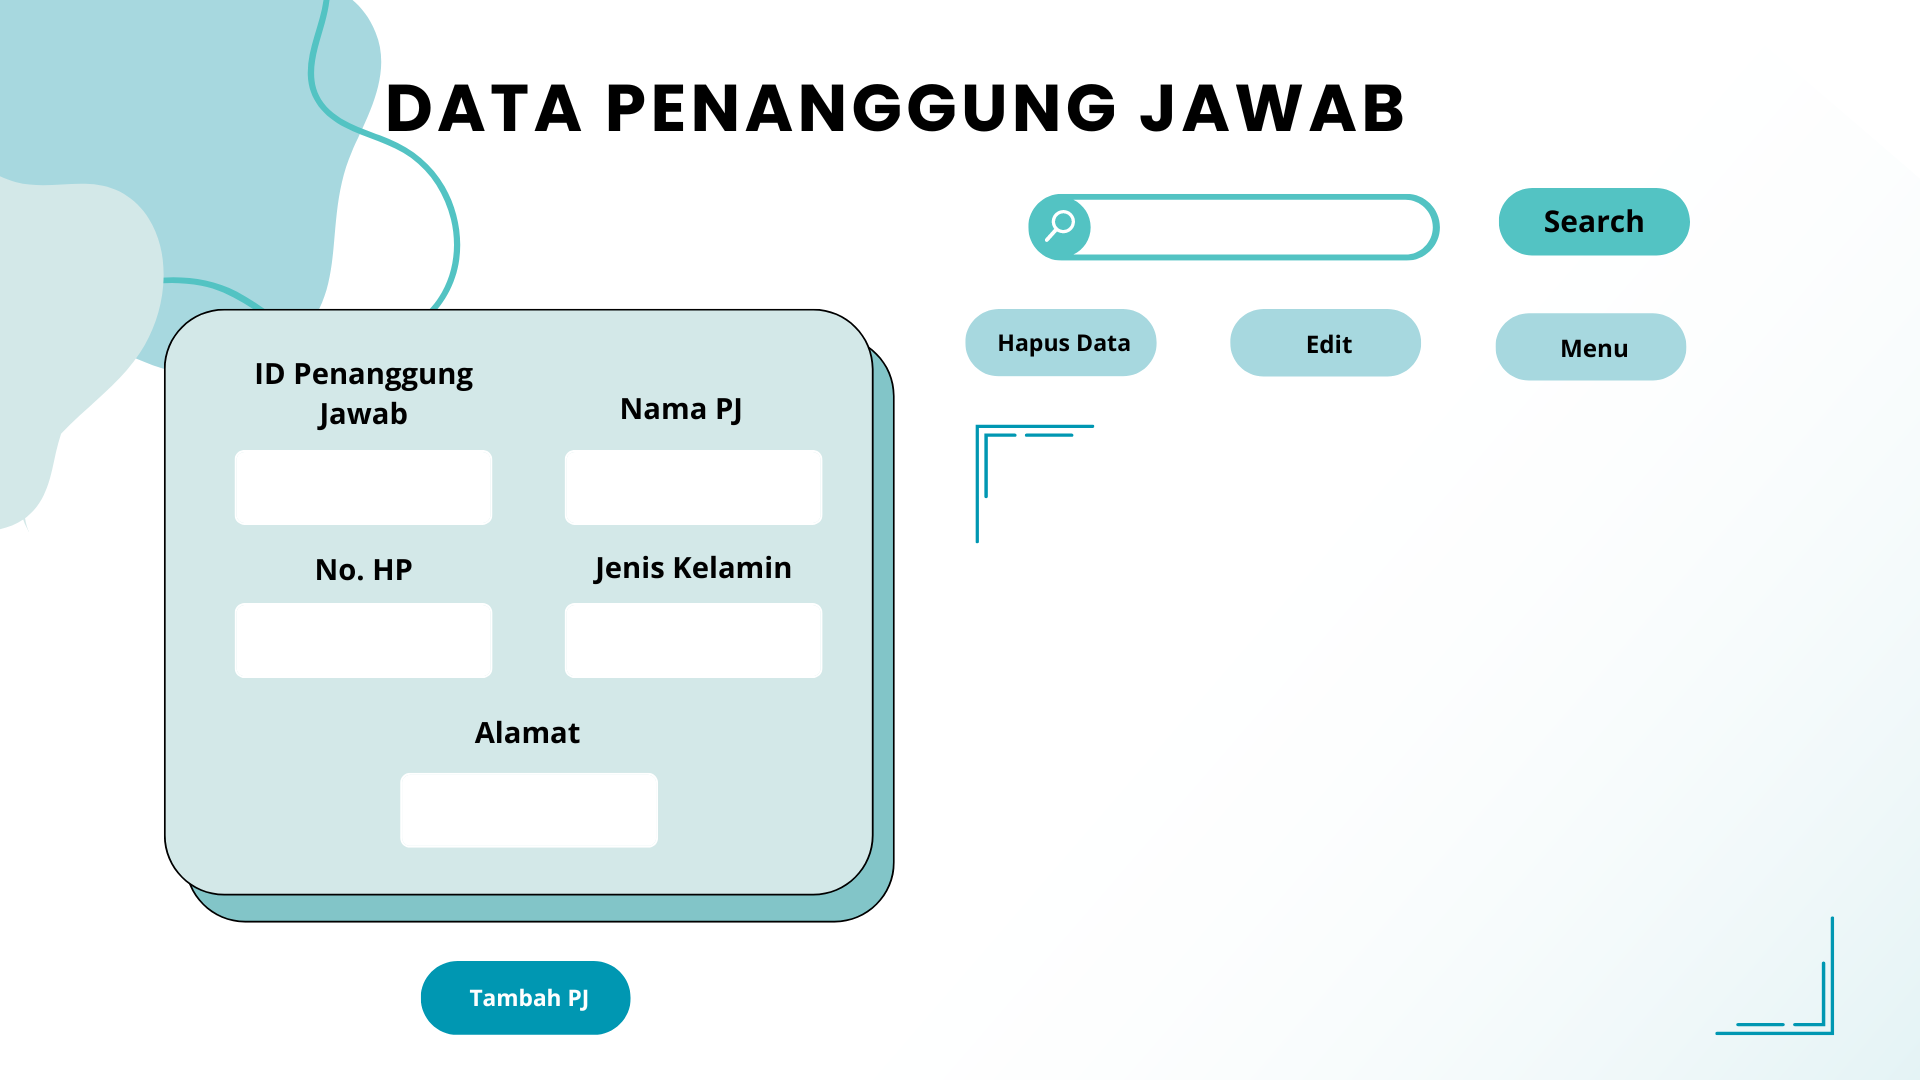 DATA PENANGGUNG JAWAB
Search
Hapus Data
Edit
Menu
ID Penanggung
Jawab
Nama PJ
No. HP
Jenis Kelamin
Alamat
Tambah PJ